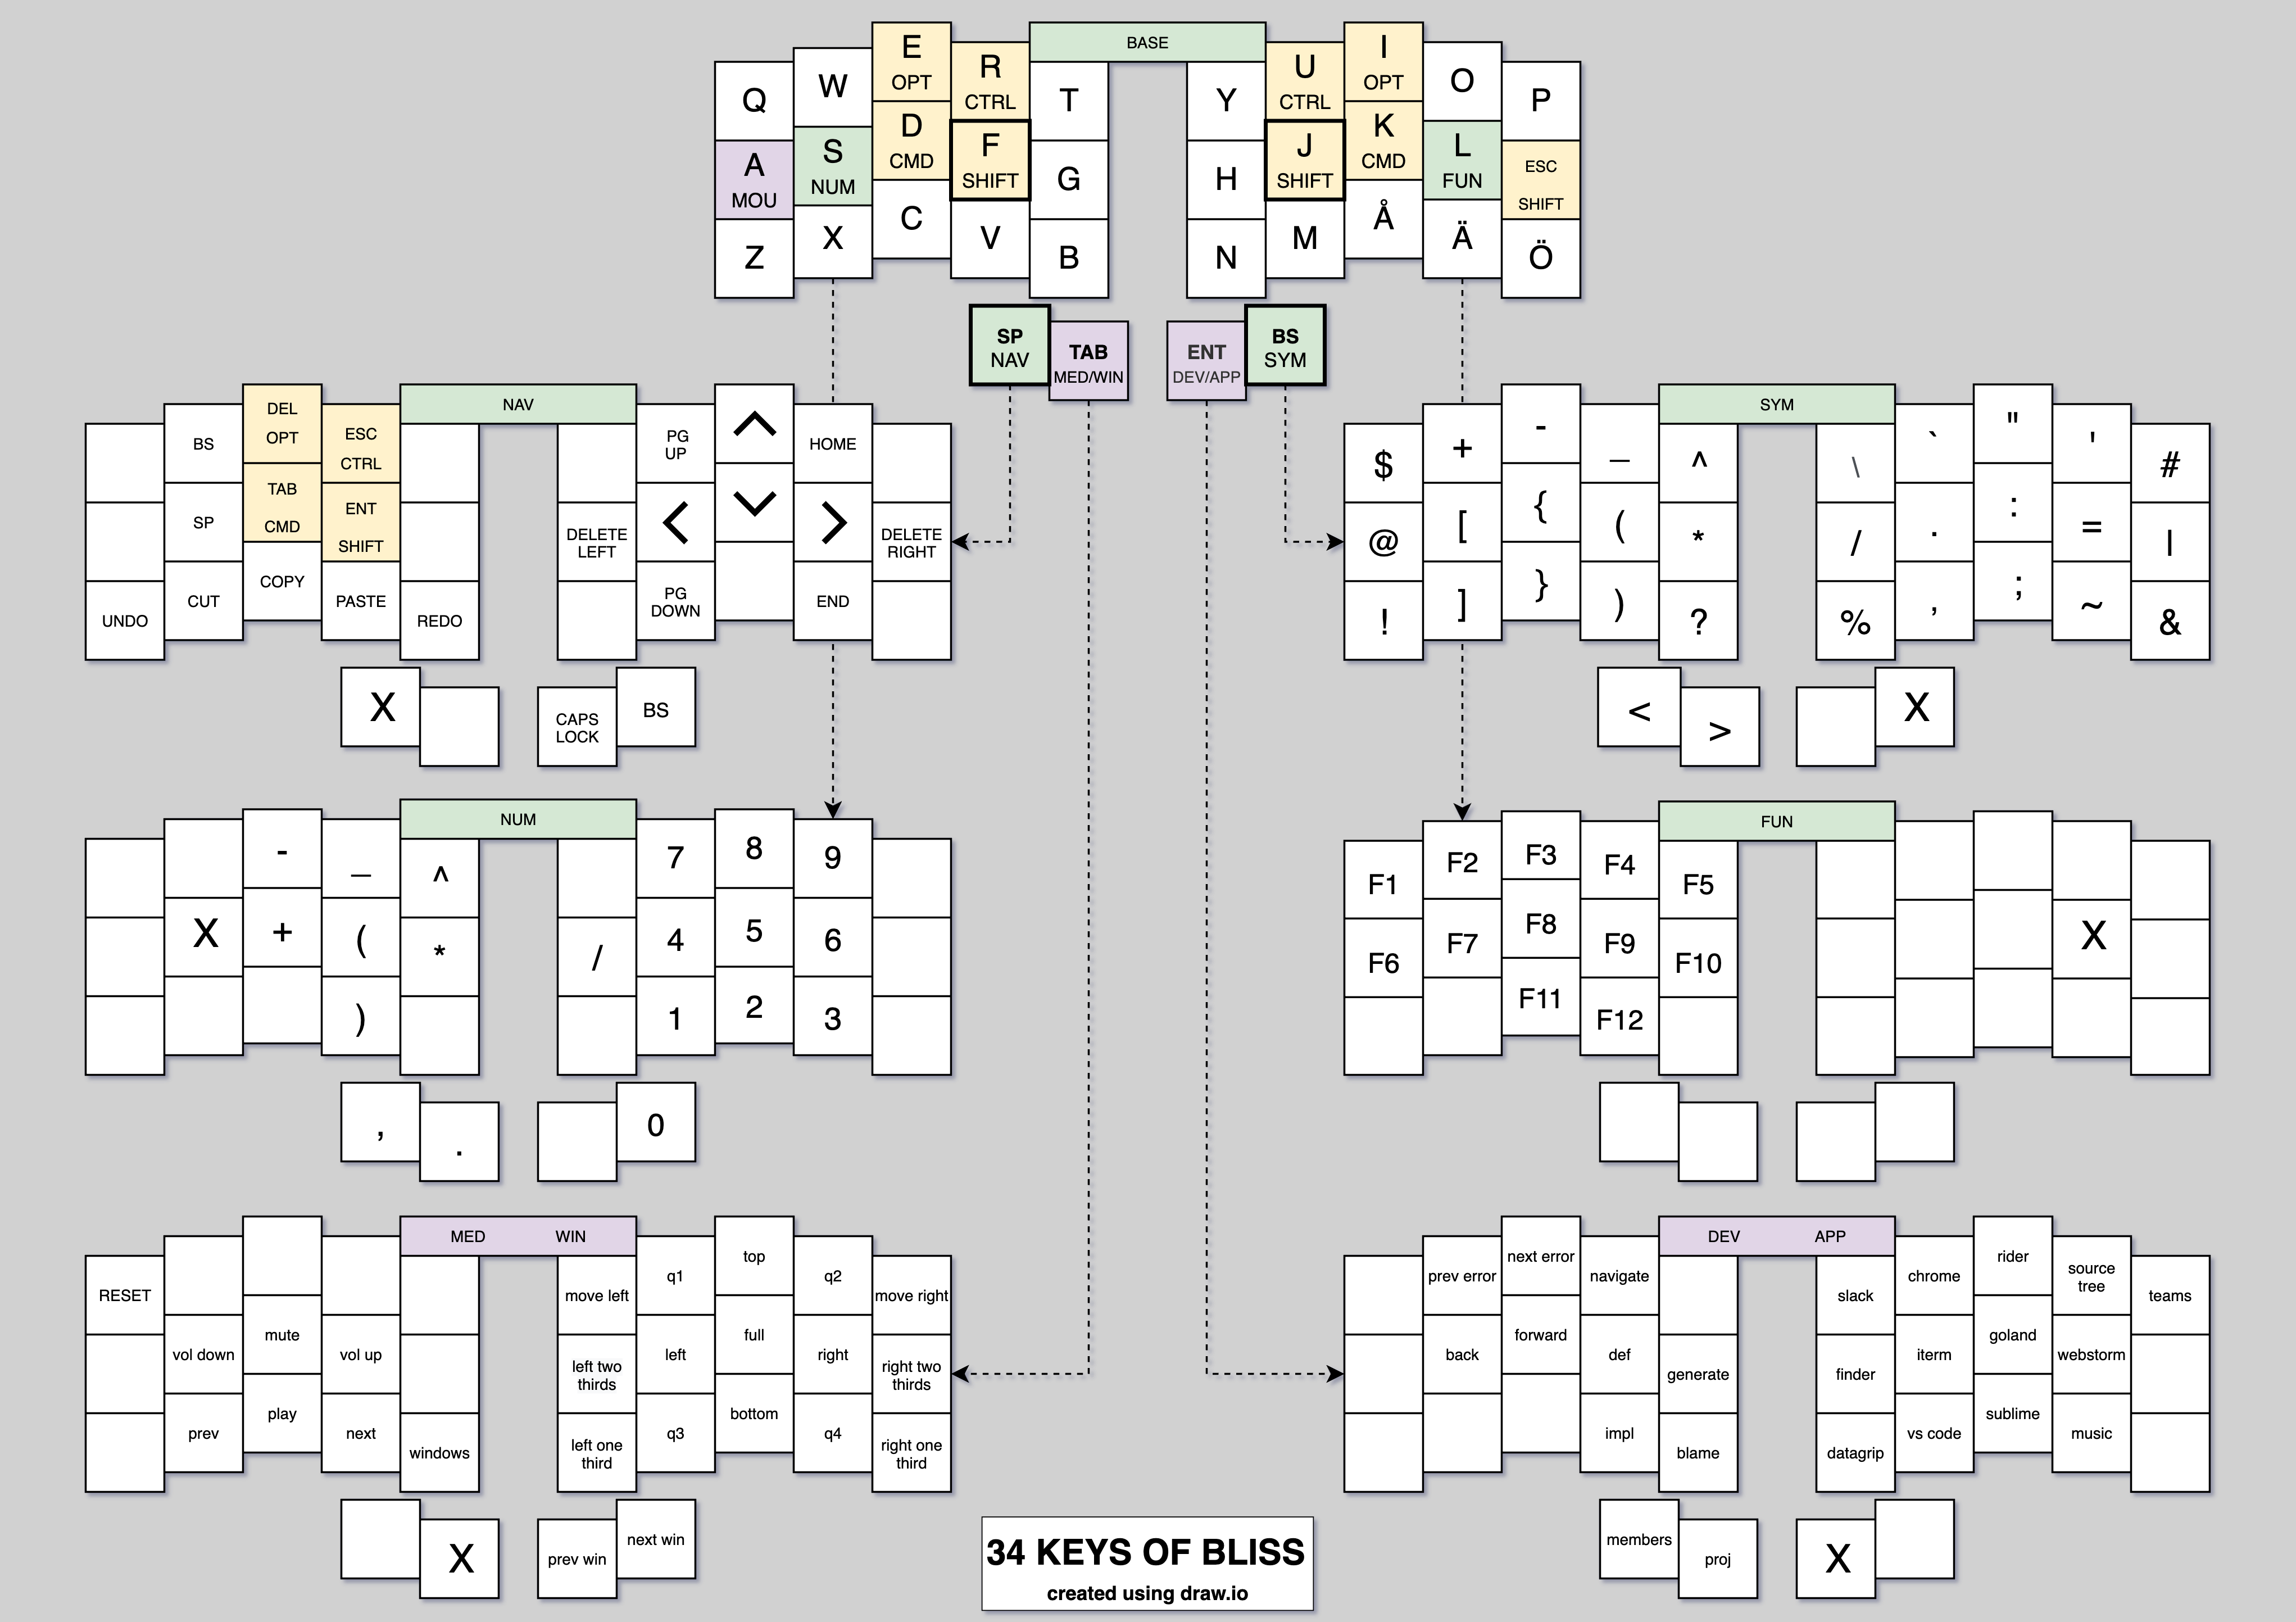 BASE
Q W E R T Y U I O P
OPT CTRL CTRL OPT
A S D F G H J K L ESC
MOU NUM CMD SHIFT SHIFT CMD FUN SHIFT
Z X C V B N M Å Ä Ö
SP TAB ENT BS
NAV MED/WIN DEV/APP SYM
NAV
BS DEL ESC PG UP ^ HOME
OPT CTRL
SP TAB ENT DELETE LEFT < ⌄ > DELETE RIGHT
CMD SHIFT
UNDO CUT COPY PASTE REDO PG DOWN END
X CAPS LOCK BS
SYM
$ + - _ ^ \ ` " ' #
@ [ { ( * / . : = |
! ] } ) ? % , ; ~ &
< > X
NUM
- _ ^ 7 8 9
X + ( * / 4 5 6
) 1 2 3
, . 0
FUN
F1 F2 F3 F4 F5
F6 F7 F8 F9 F10 X
F11 F12
MED WIN
RESET move left q1 top q2 move right
vol down mute vol up left two thirds left full right right two thirds
prev play next windows left one third q3 bottom q4 right one third
X prev win next win
DEV APP
prev error next error navigate slack chrome rider source tree teams
back forward def generate finder iterm goland webstorm
impl blame datagrip vs code sublime music
members proj X
34 KEYS OF BLISS
created using draw.io